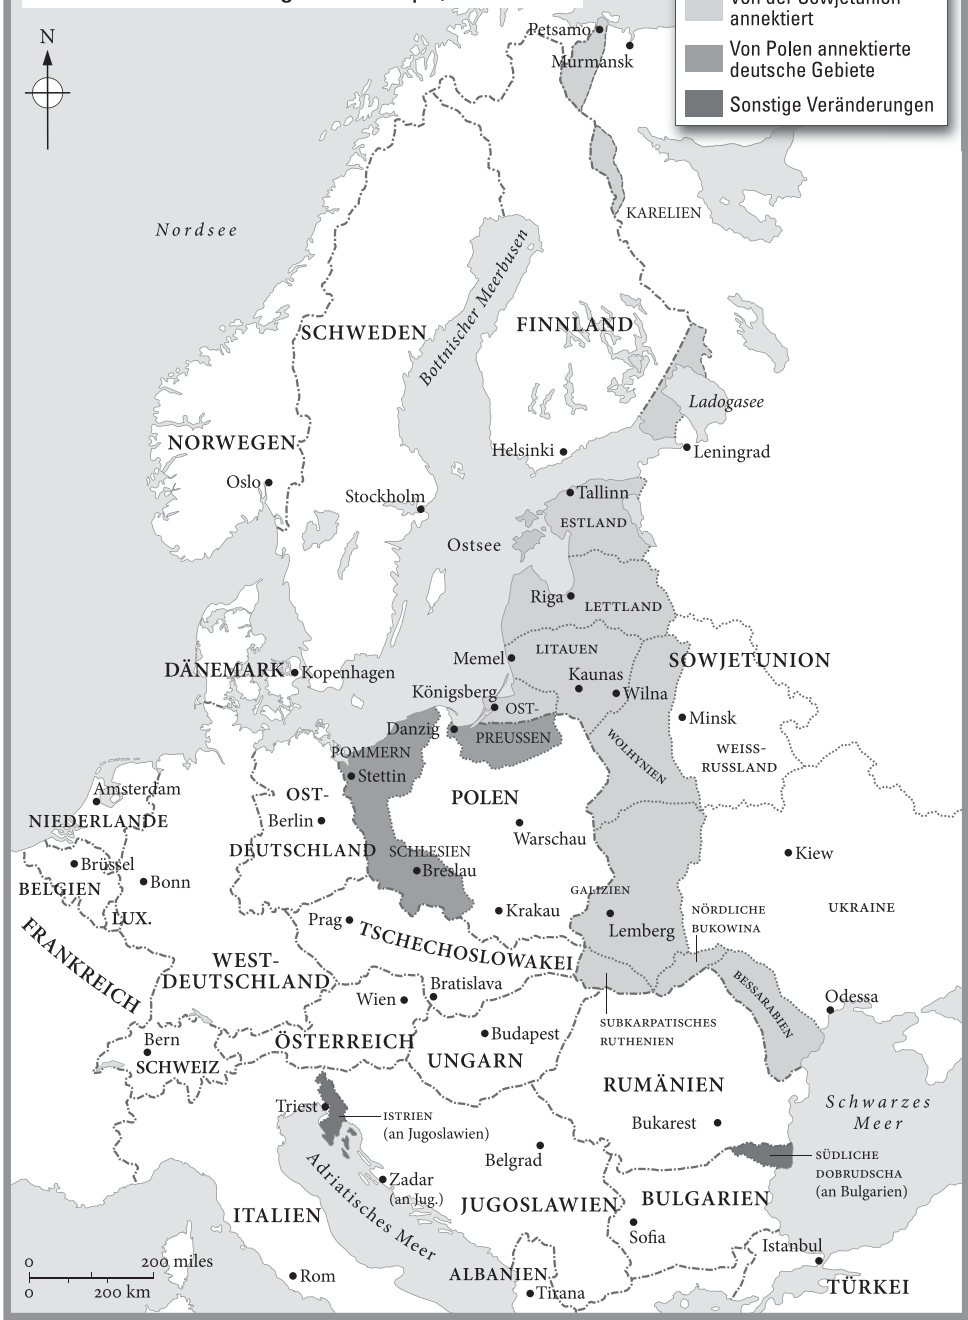 Von der Sowjetunion
annektiert
Von Polen annektierte
deutsche Gebiete
Sonstige Veränderungen
N
Petsamo
Murmansk
Nordsee
KARELIEN
Bottnischer Meerbusen
SCHWEDEN
FINNLAND
Ladogasee
NORWEGEN
Helsinki
Leningrad
Oslo
Stockholm
Tallinn
ESTLAND
Ostsee
Riga
LETTLAND
LITAUEN
Memel
SOWJETUNION
DÄNEMARK
Kopenhagen
Kaunas
Wilna
Königsberg
OST-
PREUSSEN
Minsk
Danzig
POMMERN
WOLHYNIEN
WEISS-
RUSSLAND
Stettin
Amsterdam
OST-
DEUTSCHLAND
POLEN
NIEDERLANDE
Berlin
Warschau
SCHLESIEN
Kiew
Brüssel
Breslau
BELGIEN
Bonn
GALIZIEN
LUX.
Prag
Krakau
NÖRDLICHE
BUKOWINA
UKRAINE
FRANKREICH
TSCHECHOSLOWAKEI
Lemberg
WEST-
DEUTSCHLAND
Bratislava
BESSARABIEN
Wien
Odessa
SUBKARPATISCHES
RUTHENIEN
Bern
ÖSTERREICH
Budapest
UNGARN
SCHWEIZ
RUMÄNIEN
Schwarzes
Meer
Triest
ISTRIEN
(an Jugoslawien)
Bukarest
Belgrad
SÜDLICHE
DOBRUDSCHA
(an Bulgarien)
Adriatisches Meer
Zadar
(an Jug.)
JUGOSLAWIEN
BULGARIEN
ITALIEN
Sofia
Istanbul
0 200 miles
0 200 km
Rom
ALBANIEN
Tirana
TÜRKEI